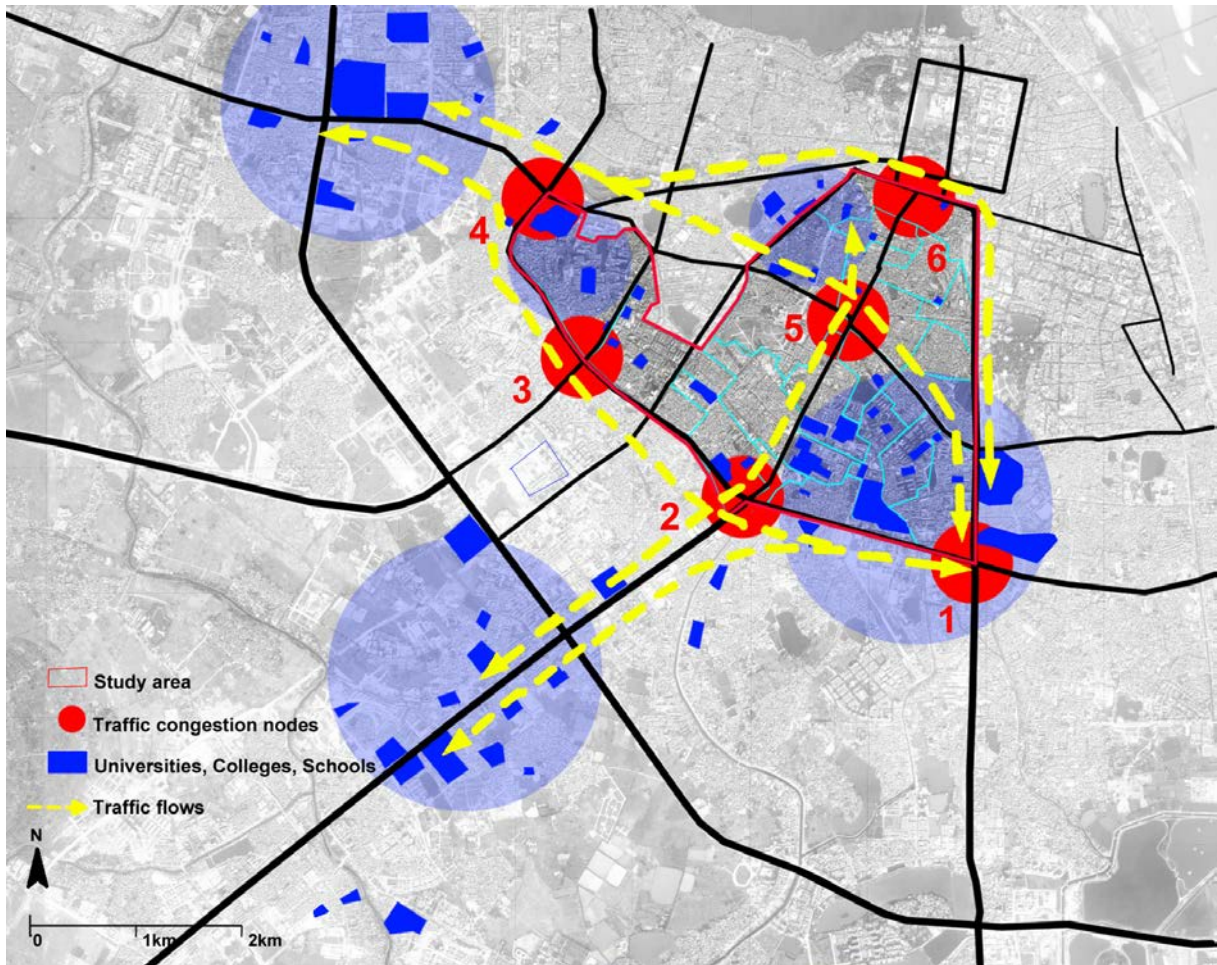 4
6
5
3
2
1
Study area
Traffic congestion nodes
Universities, Colleges, Schools
Traffic flows
N
0 1km 2km